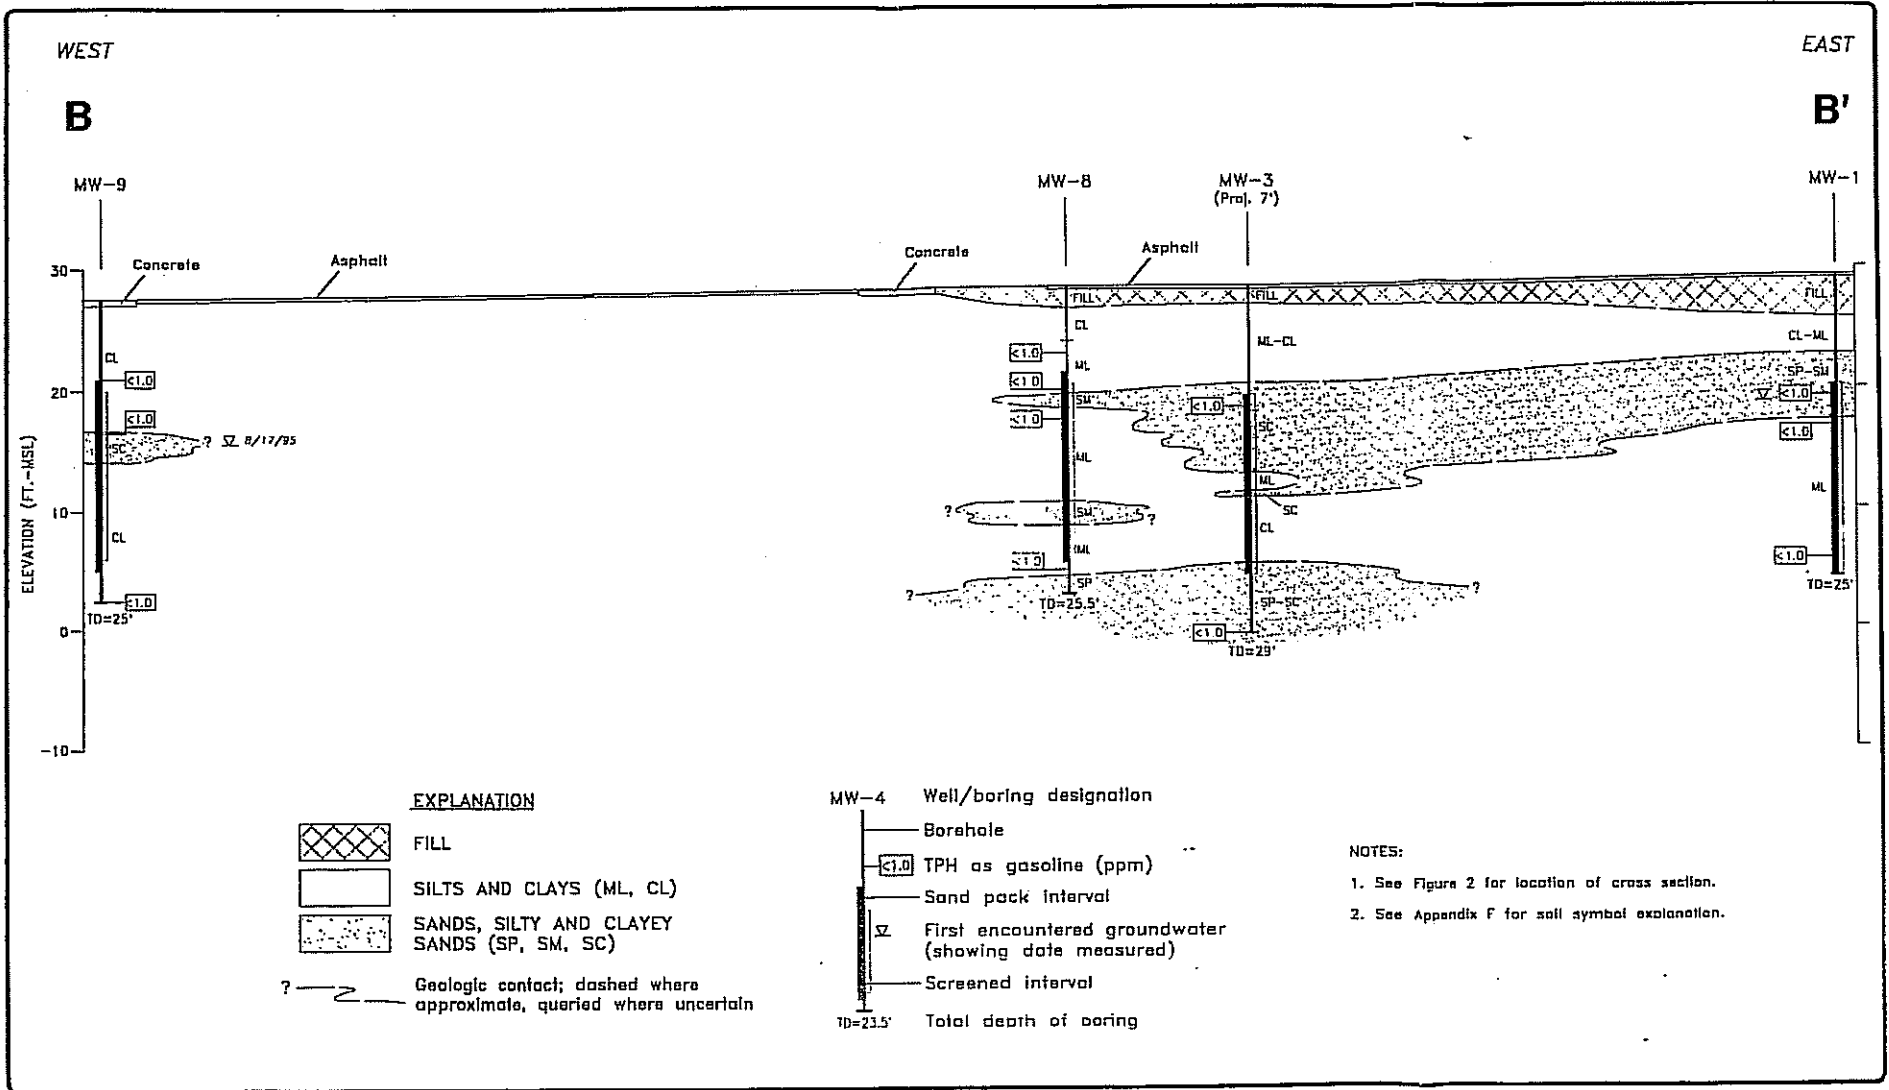 WEST
EAST
B
B'
MW-9
MW-8
MW-3
(Proj. 7')
MW-1
Concrete
Asphalt
Concrete
Asphalt
30
20
10
0
-10
ELEVATION (FT.-MSL)
FILL
FILL
FILL
CL
<1.0
<1.0
SC
? 8/17/95
CL
<1.0
TD=25'
CL
<1.0
ML
<1.0
SM
<1.0
ML
?
SM
?
ML
<1.0
SP
?
TD=25.5'
ML-CL
<1.0
SC
ML
SC
CL
SP-SC
?
<1.0
TD=29'
CL-ML
SP-SM
<1.0
<1.0
ML
<1.0
TD=25'
EXPLANATION
FILL
SILTS AND CLAYS (ML, CL)
SANDS, SILTY AND CLAYEY
SANDS (SP, SM, SC)
? Geologic contact; dashed where
approximate, queried where uncertain
MW-4 Well/boring designation
Borehole
<1.0 TPH as gasoline (ppm)
Sand pack interval
First encountered groundwater
(showing date measured)
Screened interval
TD=23.5' Total depth of boring
NOTES:
1. See Figure 2 for location of cross section.
2. See Appendix F for soil symbol explanation.